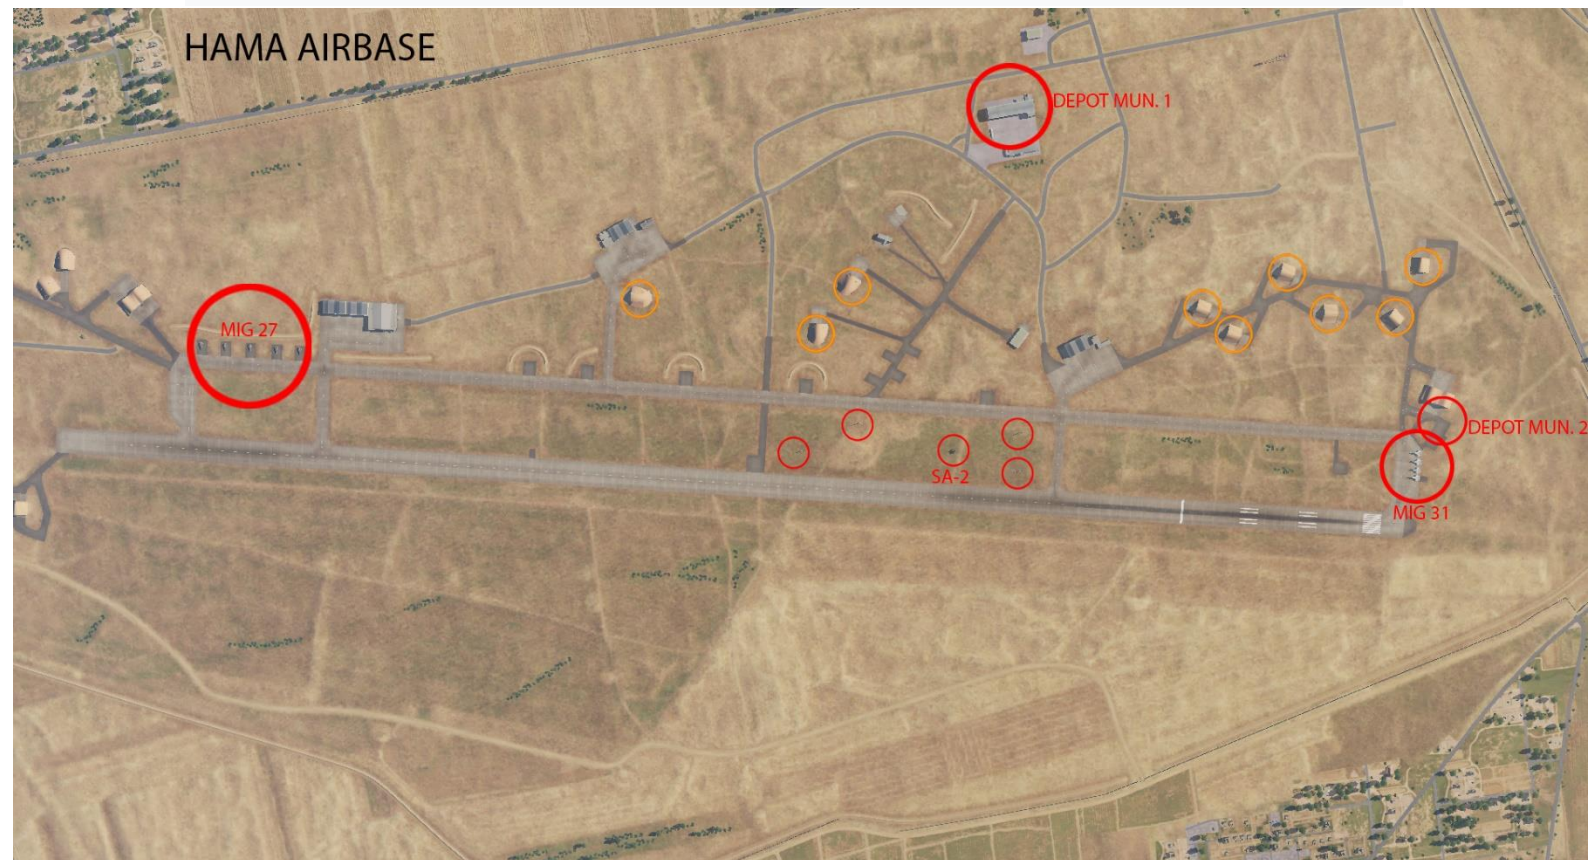 HAMA AIRBASE
DEPOT MUN. 1
MIG 27
DEPOT MUN. 2
SA-2
MIG 31